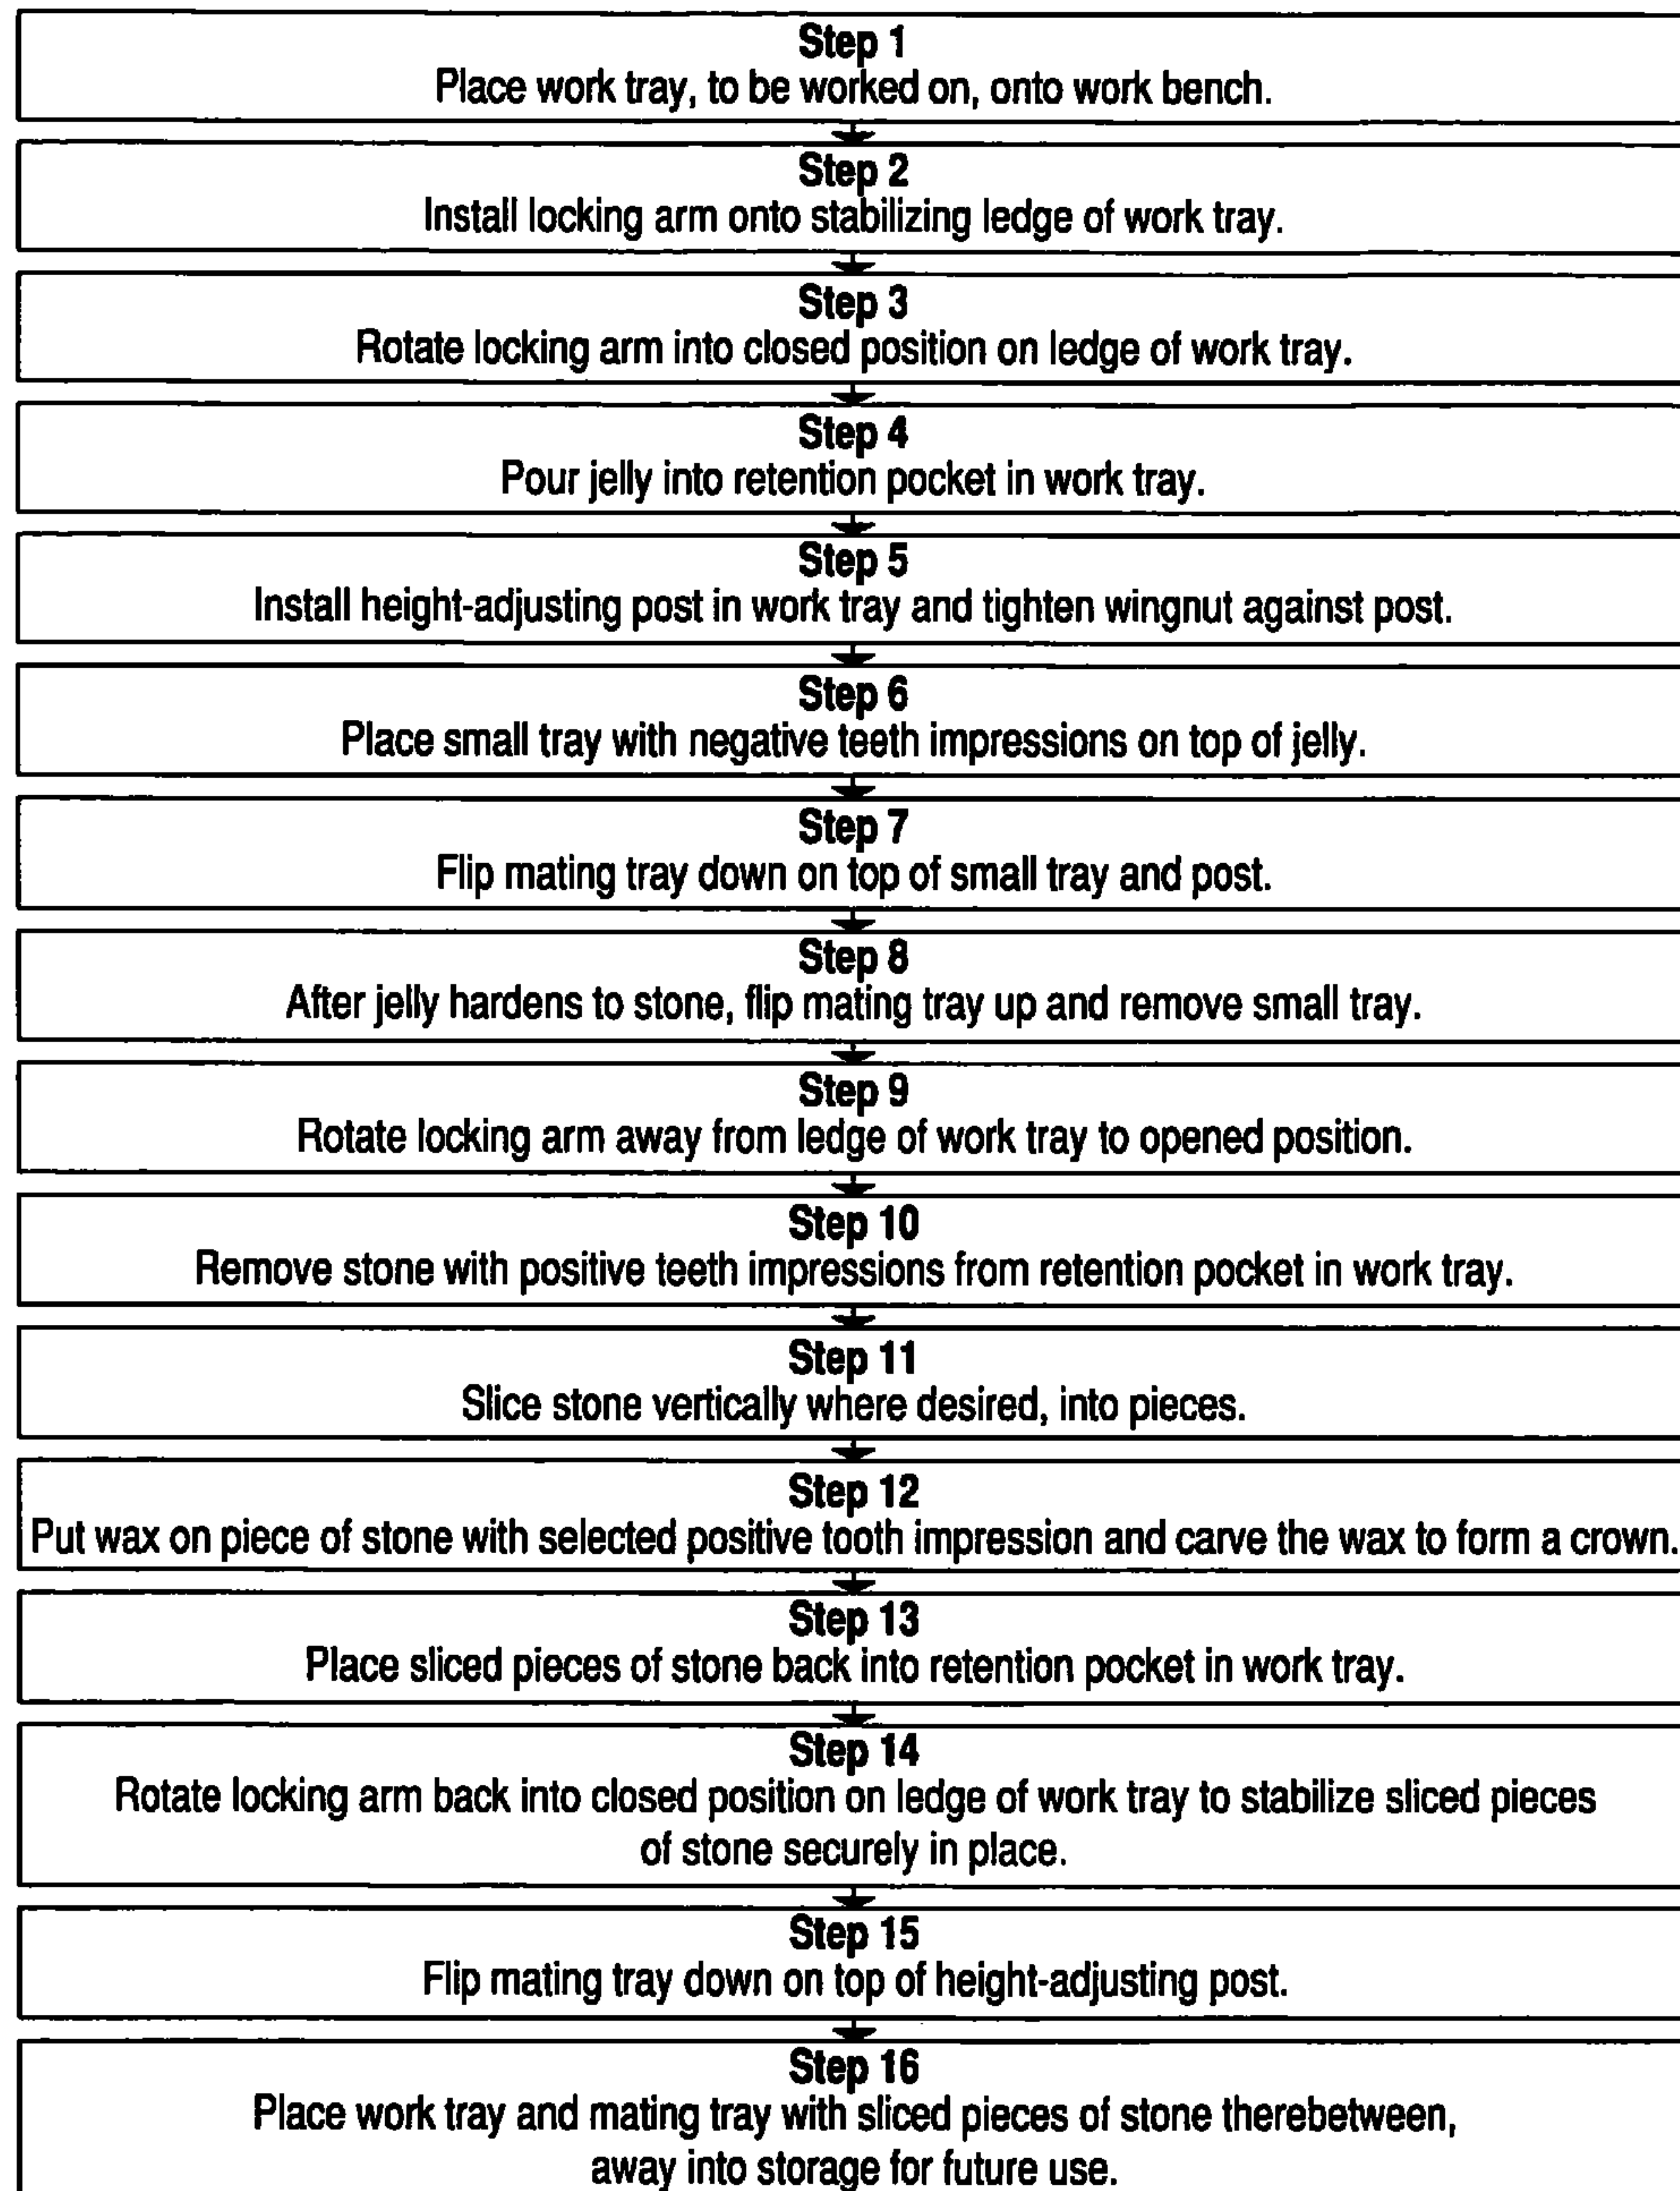 Step 1
Place work tray, to be worked on, onto work bench.
Step 2
Install locking arm onto stabilizing ledge of work tray.
Step 3
Rotate locking arm into closed position on ledge of work tray.
Step 4
Pour jelly into retention pocket in work tray.
Step 5
Install height-adjusting post in work tray and tighten wingnut against post.
Step 6
Place small tray with negative teeth impressions on top of jelly.
Step 7
Flip mating tray down on top of small tray and post.
Step 8
After jelly hardens to stone, flip mating tray up and remove small tray.
Step 9
Rotate locking arm away from ledge of work tray to opened position.
Step 10
Remove stone with positive teeth impressions from retention pocket in work tray.
Step 11
Slice stone vertically where desired, into pieces.
Step 12
Put wax on piece of stone with selected positive tooth impression and carve the wax to form a crown.
Step 13
Place sliced pieces of stone back into retention pocket in work tray.
Step 14
Rotate locking arm back into closed position on ledge of work tray to stabilize sliced pieces
of stone securely in place.
Step 15
Flip mating tray down on top of height-adjusting post.
Step 16
Place work tray and mating tray with sliced pieces of stone therebetween,
away into storage for future use.